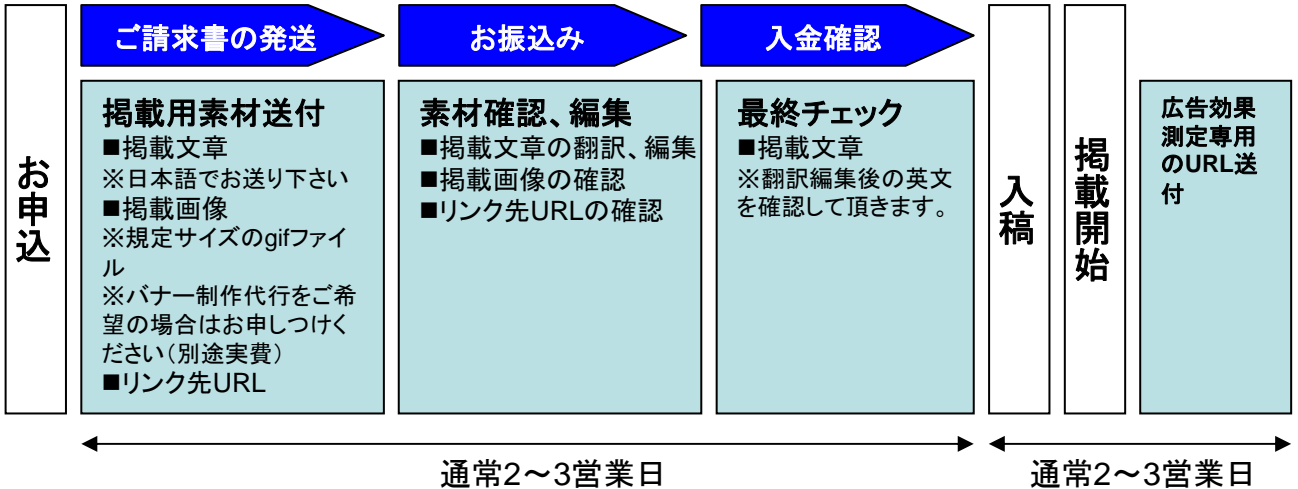 お申込
ご請求書の発送
お振込み
入金確認
掲載用素材送付
■掲載文章
※日本語でお送り下さい
■掲載画像
※規定サイズのgifファイ
ル
※バナー制作代行をご希
望の場合はお申しつけく
ださい(別途実費)
■リンク先URL
素材確認、編集
■掲載文章の翻訳、編集
■掲載画像の確認
■リンク先URLの確認
最終チェック
■掲載文章
※翻訳編集後の英文
を確認して頂きます。
入稿
掲載開始
広告効果
測定専用
のURL送
付
通常2～3営業日
通常2～3営業日